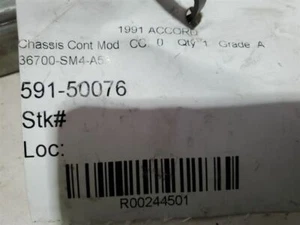 1991 ACCORD
Chassis Cont Mod CC: 0 Qty 1 Grade A
36700-SM4-A5
591-50076
Stk#
Loc:
R00244501